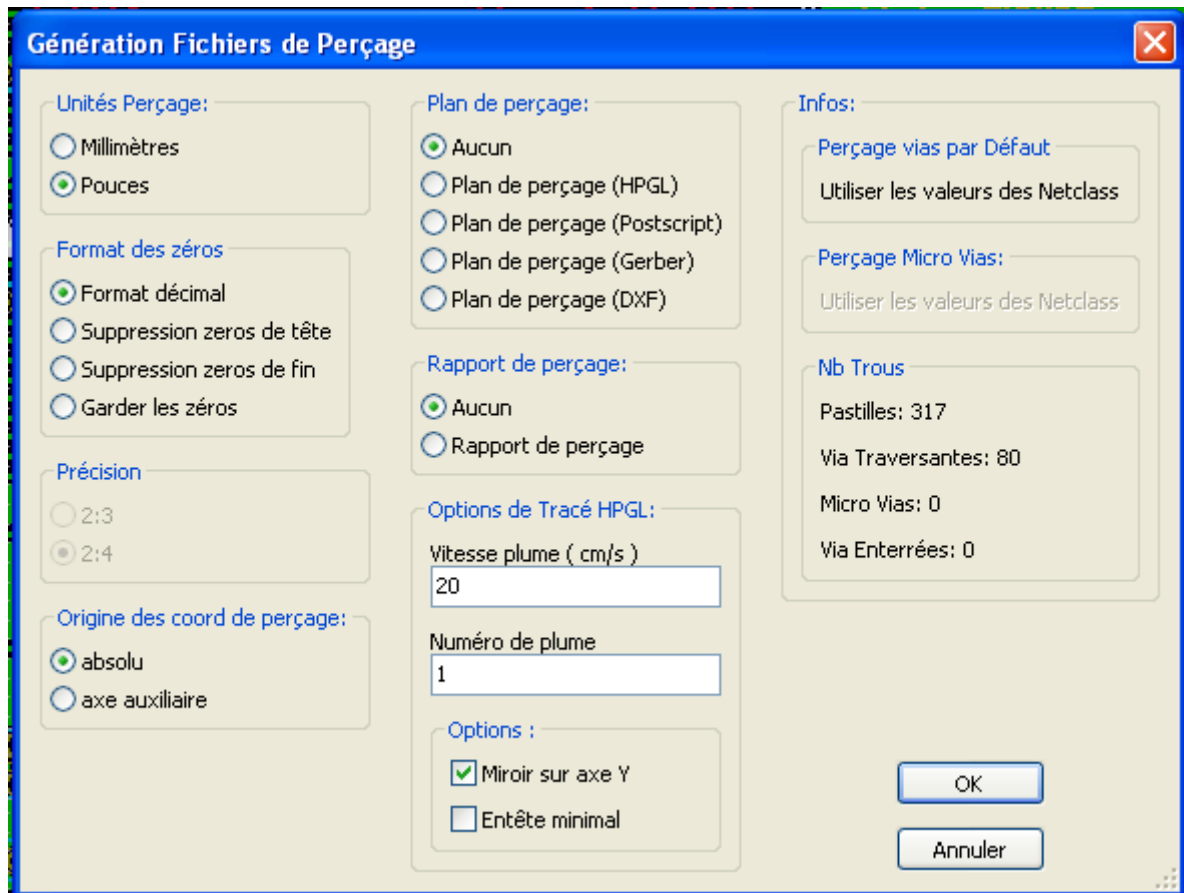 Génération Fichiers de Perçage
Unités Perçage:
Millimètres
Pouces
Format des zéros
Format décimal
Suppression zeros de tête
Suppression zeros de fin
Garder les zéros
Précision
2:3
2:4
Origine des coord de perçage:
absolu
axe auxiliaire
Plan de perçage:
Aucun
Plan de perçage (HPGL)
Plan de perçage (Postscript)
Plan de perçage (Gerber)
Plan de perçage (DXF)
Rapport de perçage:
Aucun
Rapport de perçage
Options de Tracé HPGL:
Vitesse plume ( cm/s )
20
Numéro de plume
1
Options :
Miroir sur axe Y
Entête minimal
Infos:
Perçage vias par Défaut
Utiliser les valeurs des Netclass
Perçage Micro Vias:
Utiliser les valeurs des Netclass
Nb Trous
Pastilles: 317
Via Traversantes: 80
Micro Vias: 0
Via Enterrées: 0
OK
Annuler